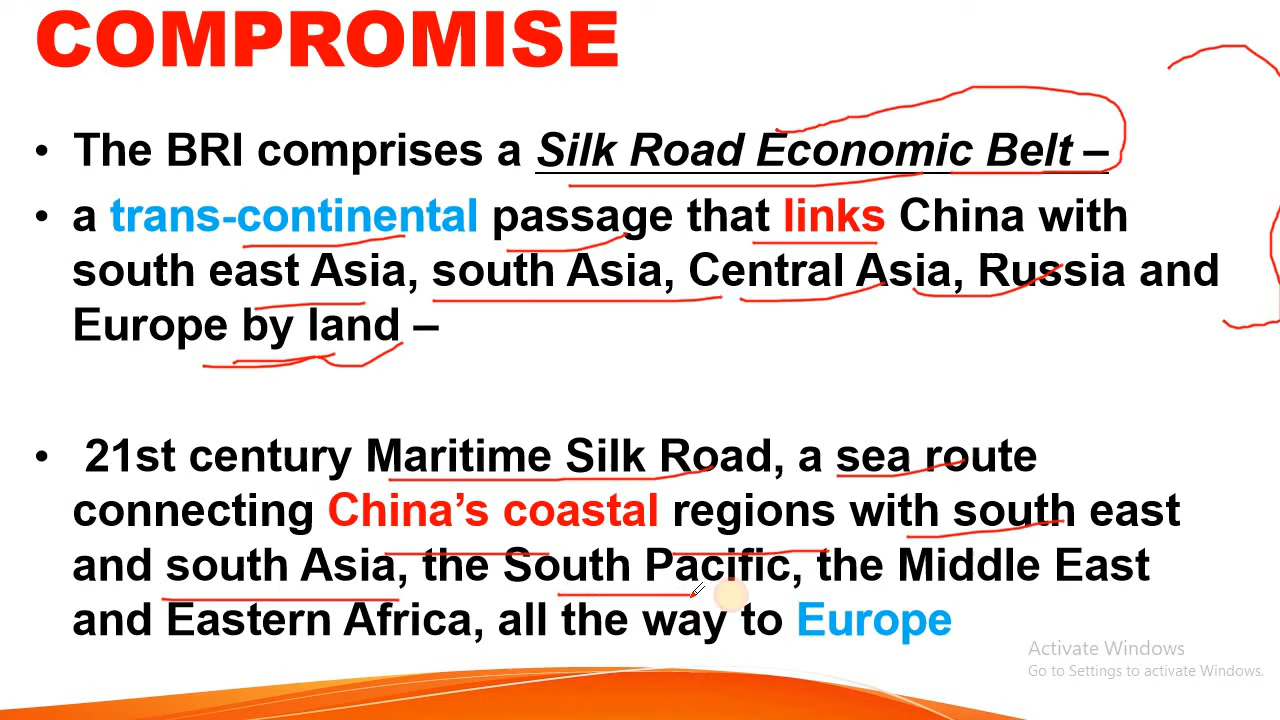 COMPROMISE
• The BRI comprises a Silk Road Economic Belt –
• a trans-continental passage that links China with
south east Asia, south Asia, Central Asia, Russia and
Europe by land –
• 21st century Maritime Silk Road, a sea route
connecting China’s coastal regions with south east
and south Asia, the South Pacific, the Middle East
and Eastern Africa, all the way to Europe
Activate Windows
Go to Settings to activate Windows.